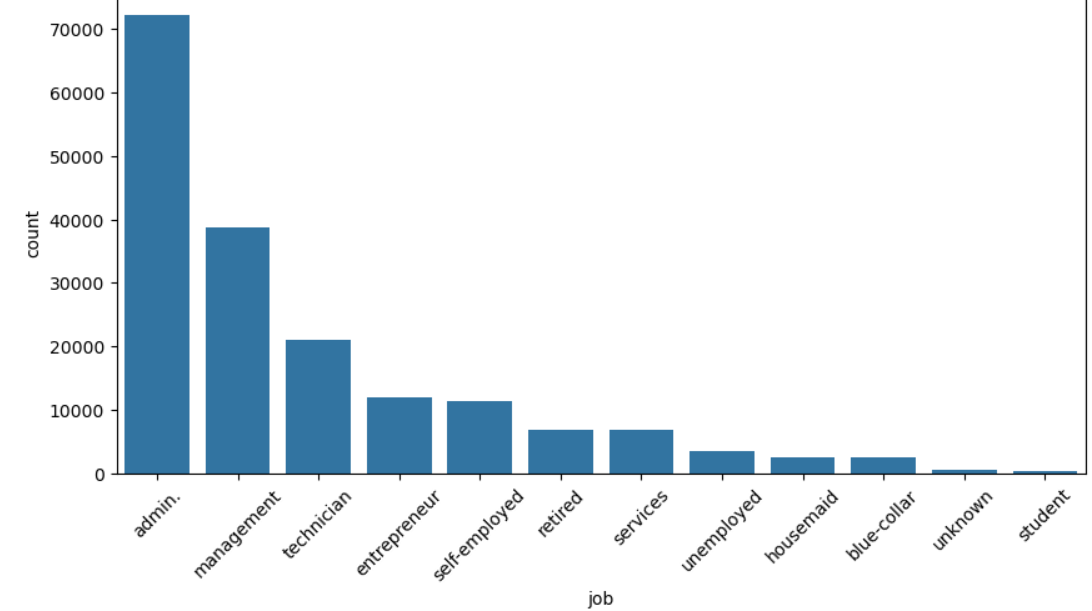 70000
60000
50000
40000
30000
20000
10000
0
count
admin.
management
technician
entrepreneur
self-employed
retired
services
unemployed
housemaid
blue-collar
unknown
student
job